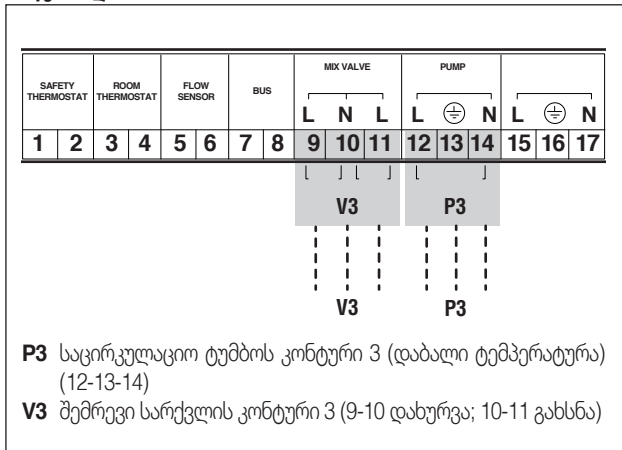 SAFETY THERMOSTAT ROOM THERMOSTAT FLOW SENSOR BUS MIX VALVE PUMP
L N L L N L N
1 2 3 4 5 6 7 8 9 10 11 12 13 14 15 16 17
V3 P3
V3 P3
P3 საცირკულაციო ტუმბოს კონტური 3 (დაბალი ტემპერატურა)
(12-13-14)
V3 შემრევი სარქვლის კონტური 3 (9-10 დახურვა; 10-11 გახსნა)